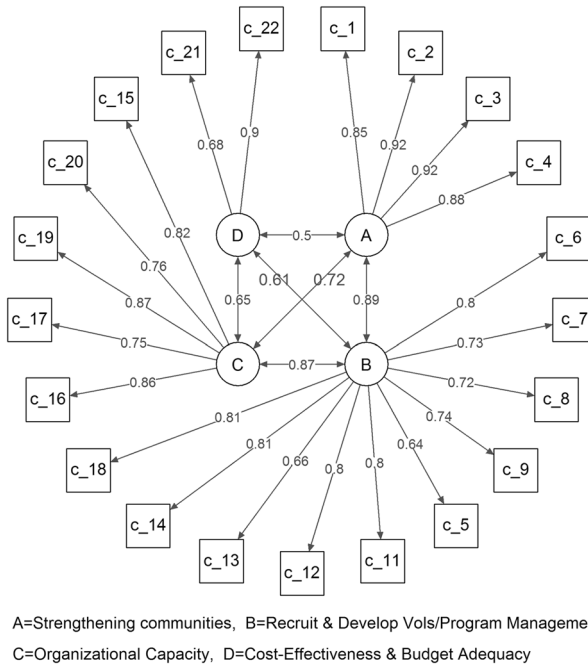 c_22
c_1
c_21
c_2
c_15
c_3
c_20
c_4
0.9
0.85
0.68
0.92
0.92
0.88
c_19
c_6
0.82
D
0.5
A
0.76
0.61
0.72
0.87
0.65
0.89
0.8
c_17
c_7
0.75
0.73
C
0.87
B
0.86
0.72
c_16
c_8
0.81
0.74
0.81
0.64
0.66
0.8
0.8
c_18
c_9
c_14
c_5
c_13
c_12
c_11
A=Strengthening communities, B=Recruit & Develop Vols/Program Manageme
C=Organizational Capacity, D=Cost-Effectiveness & Budget Adequacy